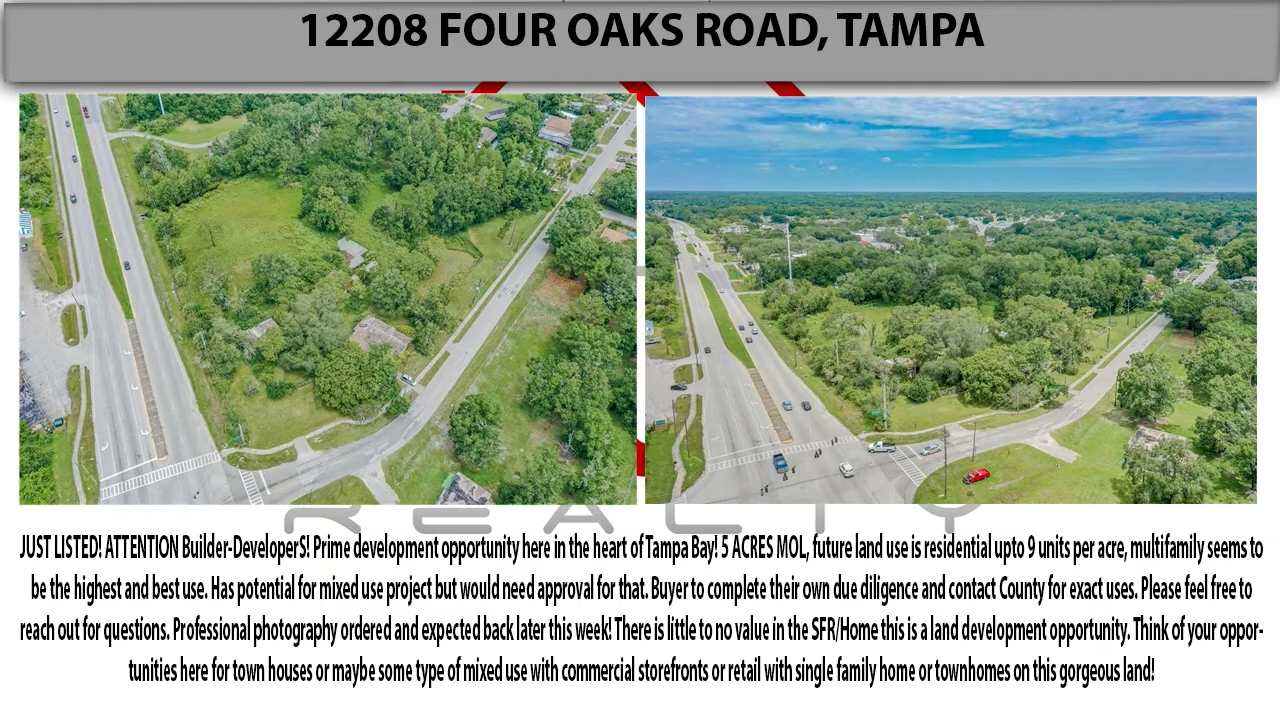 12208 FOUR OAKS ROAD, TAMPA
REALTY
JUST LISTED! ATTENTION Builder-DeveloperS! Prime development opportunity here in the heart of Tampa Bay! 5 ACRES MOL, future land use is residential upto 9 units per acre, multifamily seems to
be the highest and best use. Has potential for mixed use project but would need approval for that. Buyer to complete their own due diligence and contact County for exact uses. Please feel free to
reach out for questions. Professional photography ordered and expected back later this week! There is little to no value in the SFR/Home this is a land development opportunity. Think of your oppor-
tunities here for town houses or maybe some type of mixed use with commercial storefronts or retail with single family home or townhomes on this gorgeous land!